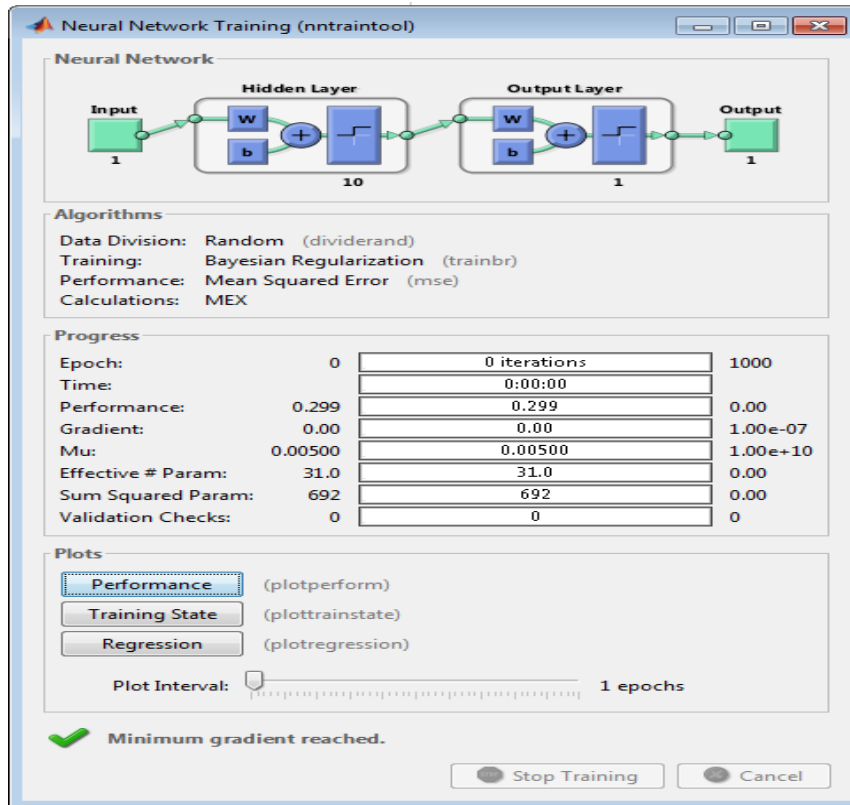 Neural Network Training (nntraintool)
Neural Network
Hidden Layer
Output Layer
Input
Output
W
b
+
W
b
+
1
10
1
1
Algorithms
Data Division: Random (dividerand)
Training: Bayesian Regularization (trainbr)
Performance: Mean Squared Error (mse)
Calculations: MEX
Progress
Epoch: 0 0 iterations 1000
Time: 0:00:00
Performance: 0.299 0.299 0.00
Gradient: 0.00 0.00 1.00e-07
Mu: 0.00500 0.00500 1.00e+10
Effective # Param: 31.0 31.0 0.00
Sum Squared Param: 692 692 0.00
Validation Checks: 0 0 0
Plots
Performance (plotperform)
Training State (plottrainstate)
Regression (plotregression)
Plot Interval: 1 epochs
Minimum gradient reached.
Stop Training Cancel